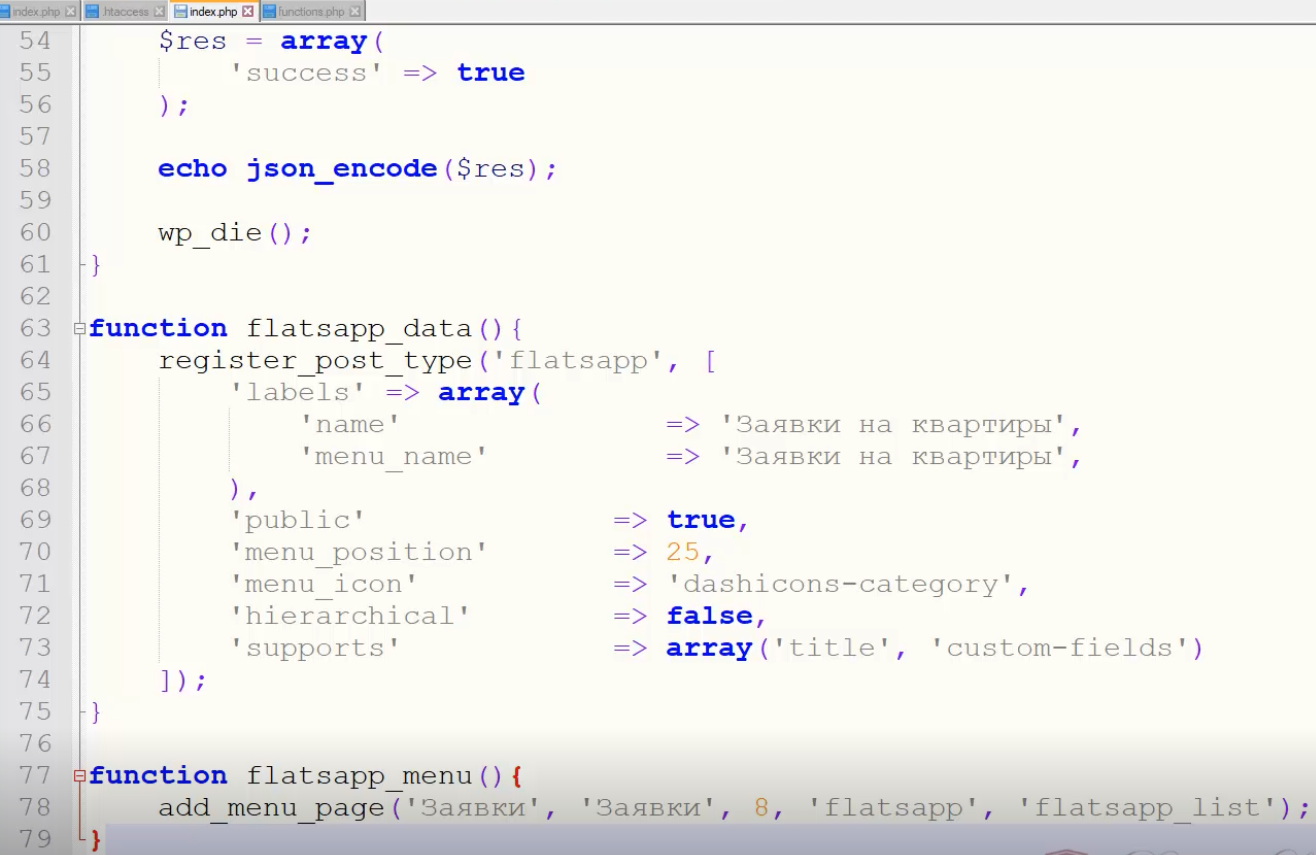 index.php .htaccess index.php functions.php
54 $res = array(
55 'success' => true
56 );
57
58 echo json_encode($res);
59
60 wp_die();
61 }
62
63 function flatsapp_data(){
64 register_post_type('flatsapp', [
65 'labels' => array(
66 'name' => 'Заявки на квартиры',
67 'menu_name' => 'Заявки на квартиры',
68 ),
69 'public' => true,
70 'menu_position' => 25,
71 'menu_icon' => 'dashicons-category',
72 'hierarchical' => false,
73 'supports' => array('title', 'custom-fields')
74 ]);
75 }
76
77 function flatsapp_menu(){
78 add_menu_page('Заявки', 'Заявки', 8, 'flatsapp', 'flatsapp_list');
79 }